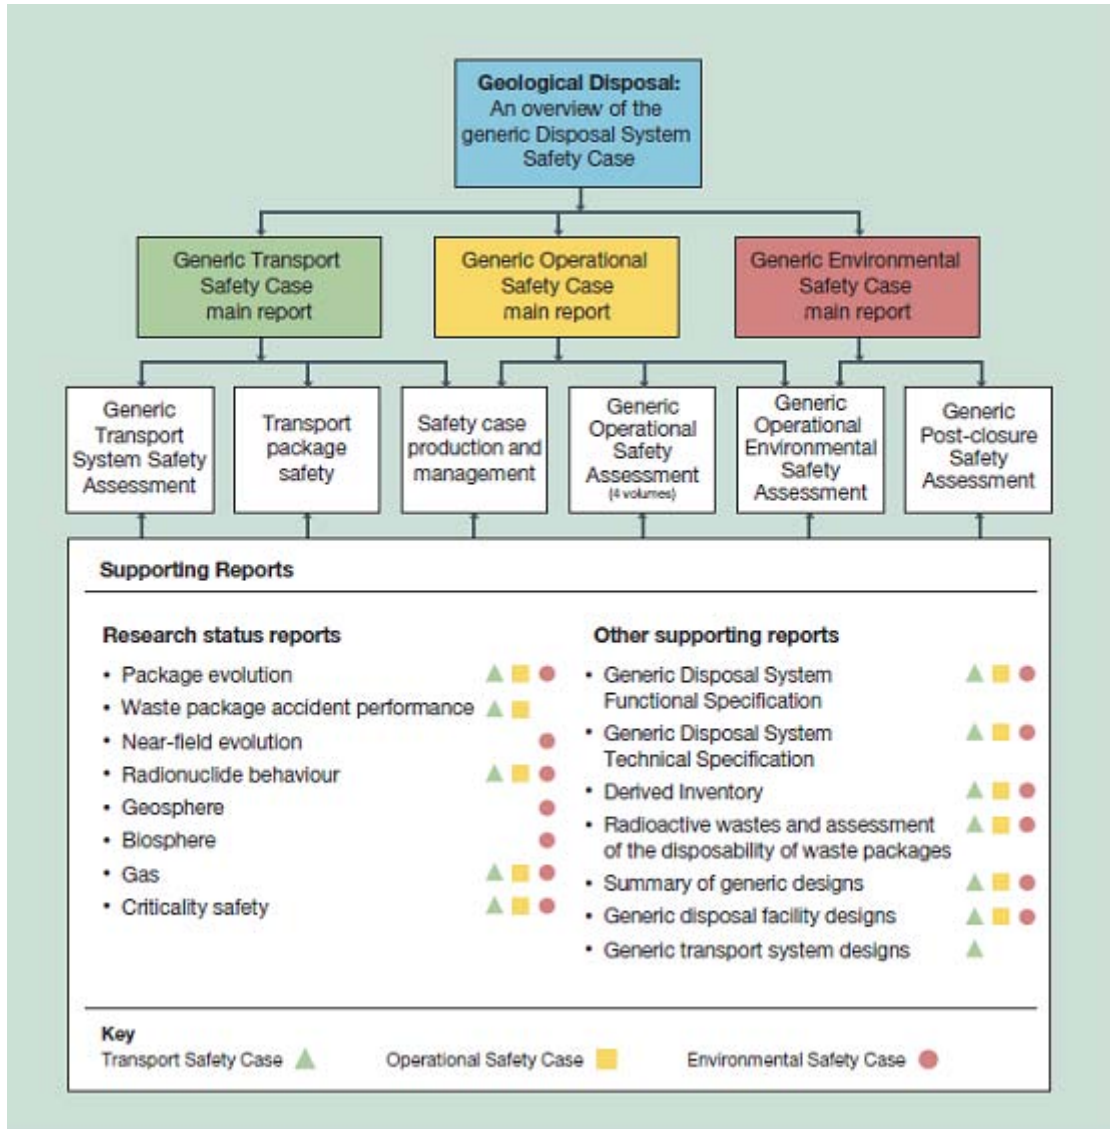 Geological Disposal:
An overview of the
generic Disposal System
Safety Case
Generic Transport
Safety Case
main report
Generic Operational
Safety Case
main report
Generic Environmental
Safety Case
main report
Generic
Transport
System Safety
Assessment
Transport
package
safety
Safety case
production and
management
Generic
Operational
Safety
Assessment
(4 volumes)
Generic
Operational
Environmental
Safety
Assessment
Generic
Post-closure
Safety
Assessment
Supporting Reports
Research status reports
• Package evolution
• Waste package accident performance
• Near-field evolution
• Radionuclide behaviour
• Geosphere
• Biosphere
• Gas
• Criticality safety
Other supporting reports
• Generic Disposal System
Functional Specification
• Generic Disposal System
Technical Specification
• Derived Inventory
• Radioactive wastes and assessment
of the disposability of waste packages
• Summary of generic designs
• Generic disposal facility designs
• Generic transport system designs
Key
Transport Safety Case
Operational Safety Case
Environmental Safety Case